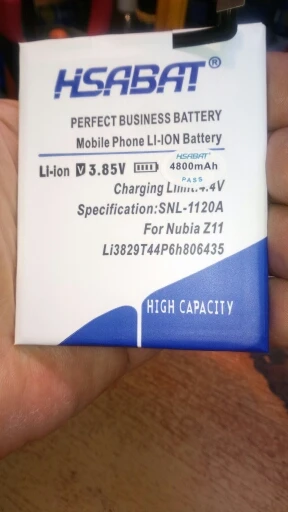 HSABAT®
PERFECT BUSINESS BATTERY
Mobile Phone LI-ION Battery
HSABAT
Li-ion V 3.85V 4800mAh
PASS
Charging Limit:4.4V
Specification:SNL-1120A
For Nubia Z11
Li3829T44P6h806435
HIGH CAPACITY